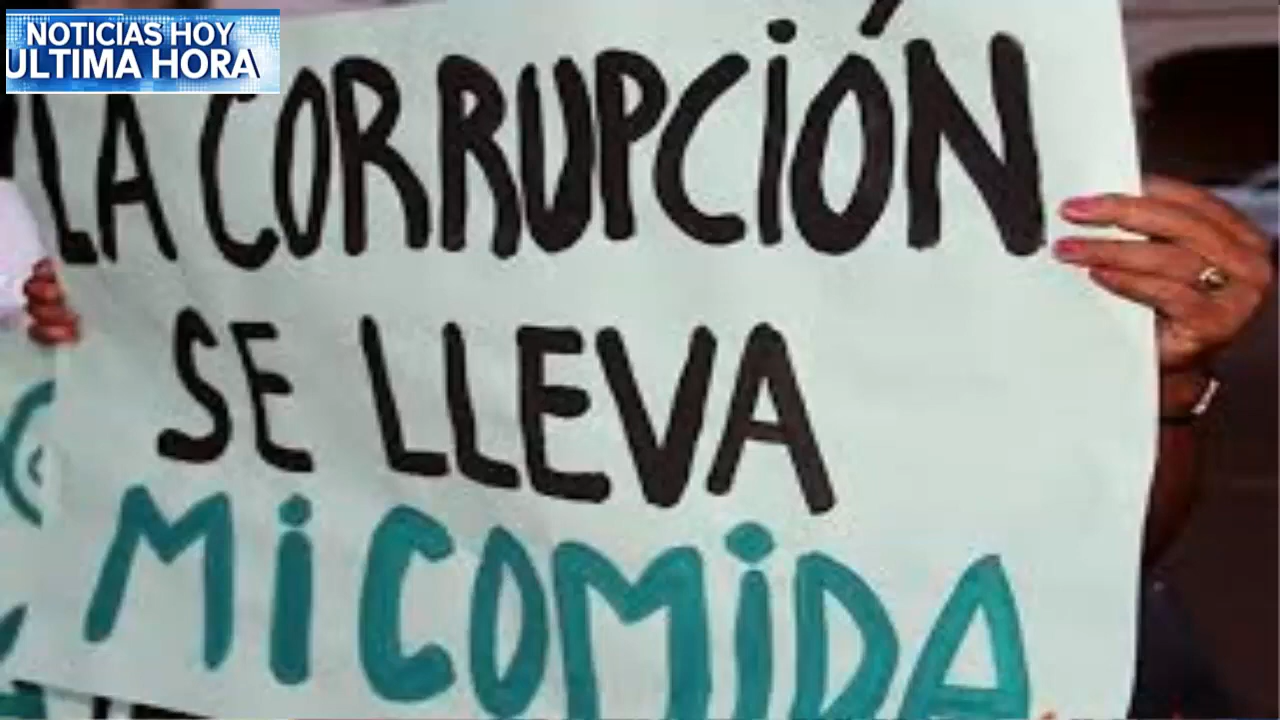 NOTICIAS HOY
ULTIMA HORA
LA CORRUPCIÓN
SE LLEVA
MI COMIDA